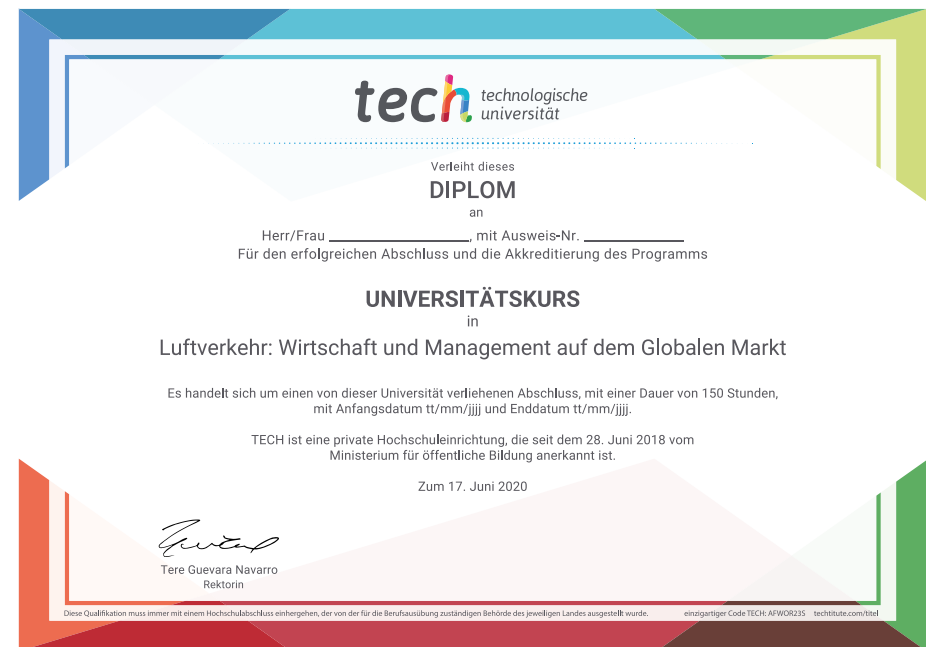 tech technologische
universität
Verleiht dieses
DIPLOM
an
Herr/Frau ____________, mit Ausweis-Nr. ____________
Für den erfolgreichen Abschluss und die Akkreditierung des Programms
UNIVERSITÄTSKURS
in
Luftverkehr: Wirtschaft und Management auf dem Globalen Markt
Es handelt sich um einen von dieser Universität verliehenen Abschluss, mit einer Dauer von 150 Stunden,
mit Anfangsdatum tt/mm/jjjj und Enddatum tt/mm/jjjj.
TECH ist eine private Hochschuleinrichtung, die seit dem 28. Juni 2018 vom
Ministerium für öffentliche Bildung anerkannt ist.
Zum 17. Juni 2020
Tere Guevara Navarro
Rektorin
Diese Qualifikation muss immer mit einem Hochschulabschluss einhergehen, der von der für die Berufsausübung zuständigen Behörde des jeweiligen Landes ausgestellt wurde. einzigartiger Code TECH: AFWOR23S techtitute.com/titel